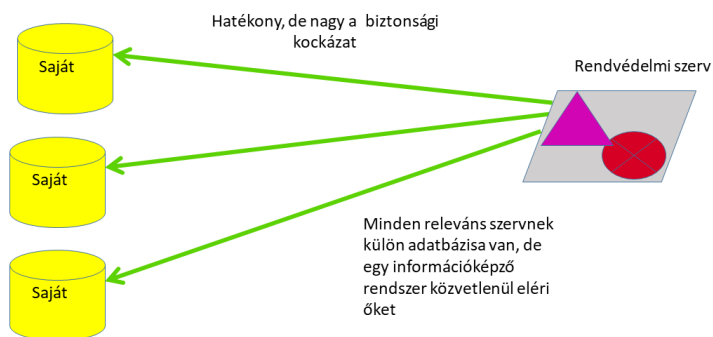 Hatékony, de nagy a biztonsági
kockázat
Rendvédelmi szerv
Saját
Saját
Saját
Minden releváns szervnek
külön adatbázisa van, de
egy információképző
rendszer közvetlenül eléri
őket